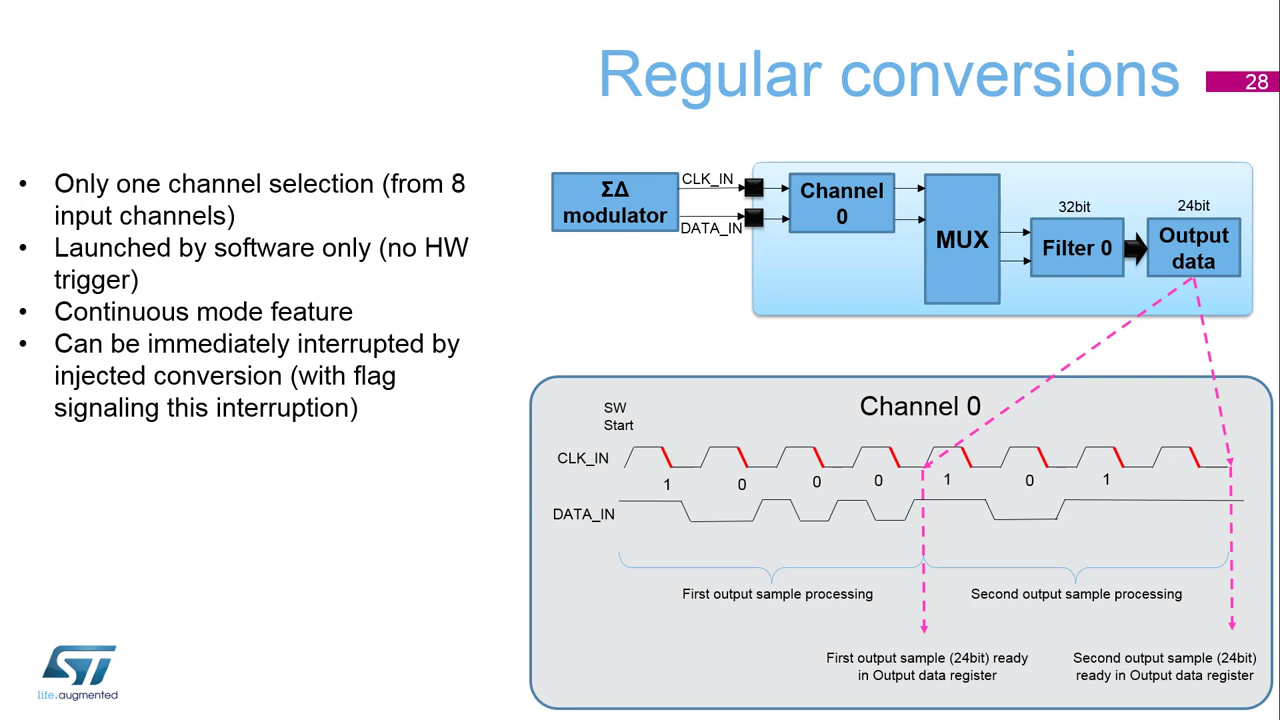 Regular conversions
28
• Only one channel selection (from 8
input channels)
• Launched by software only (no HW
trigger)
• Continuous mode feature
• Can be immediately interrupted by
injected conversion (with flag
signaling this interruption)
ΣΔ
modulator
CLK_IN
DATA_IN
Channel
0
MUX
32bit
Filter 0
24bit
Output
data
Channel 0
SW
Start
CLK_IN
1 0 0 0 1 0 1
DATA_IN
First output sample processing
Second output sample processing
First output sample (24bit) ready
in Output data register
Second output sample (24bit)
ready in Output data register
ST
life.augmented